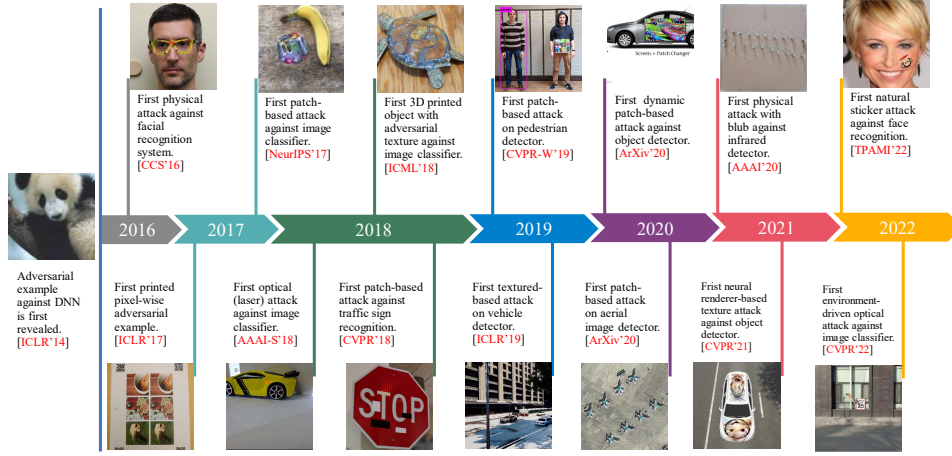 Screen + Patch Changer
First physical
attack against
facial
recognition
system.
[CCS'16]
First patch-
based attack
against image
classifier.
[NeurIPS'17]
First 3D printed
object with
adversarial
texture against
image classifier.
[ICML'18]
First patch-
based attack
on pedestrian
detector.
[CVPR-W'19]
First dynamic
patch-based
attack against
object detector.
[ArXiv'20]
First physical
attack with
blub against
infrared
detector.
[AAAI'20]
First natural
sticker attack
against face
recognition.
[TPAMI'22]
2016
2017
2018
2019
2020
2021
2022
Adversarial
example
against DNN
is first
revealed.
[ICLR'14]
First printed
pixel-wise
adversarial
example.
[ICLR'17]
First optical
(laser) attack
against image
classifier.
[AAAI-S'18]
First patch-based
attack against
traffic sign
recognition.
[CVPR'18]
First textured-
based attack
on vehicle
detector.
[ICLR'19]
First patch-
based attack
on aerial
image detector.
[ArXiv'20]
Frist neural
renderer-based
texture attack
against object
detector.
[CVPR'21]
First
environment-
driven optical
attack against
image classifier.
[CVPR'22]
STOP